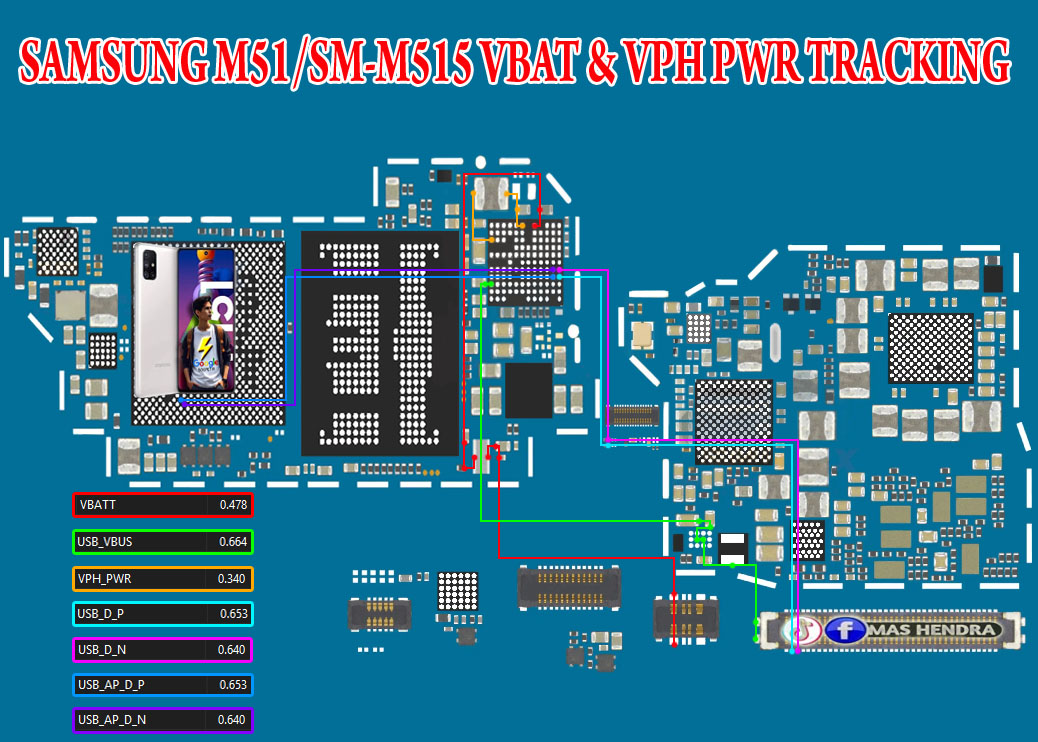 SAMSUNG M51/SM-M515 VBAT & VPH PWR TRACKING
Google
VBATT 0.478
USB_VBUS 0.664
VPH_PWR 0.340
USB_D_P 0.653
USB_D_N 0.640
USB_AP_D_P 0.653
USB_AP_D_N 0.640
f MAS HENDRA